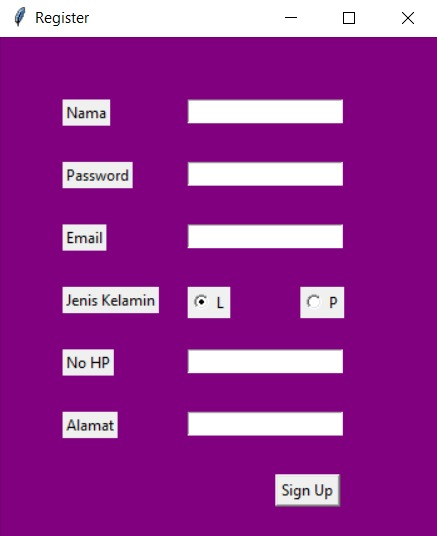 Register
Nama
Password
Email
Jenis Kelamin L P
No HP
Alamat
Sign Up